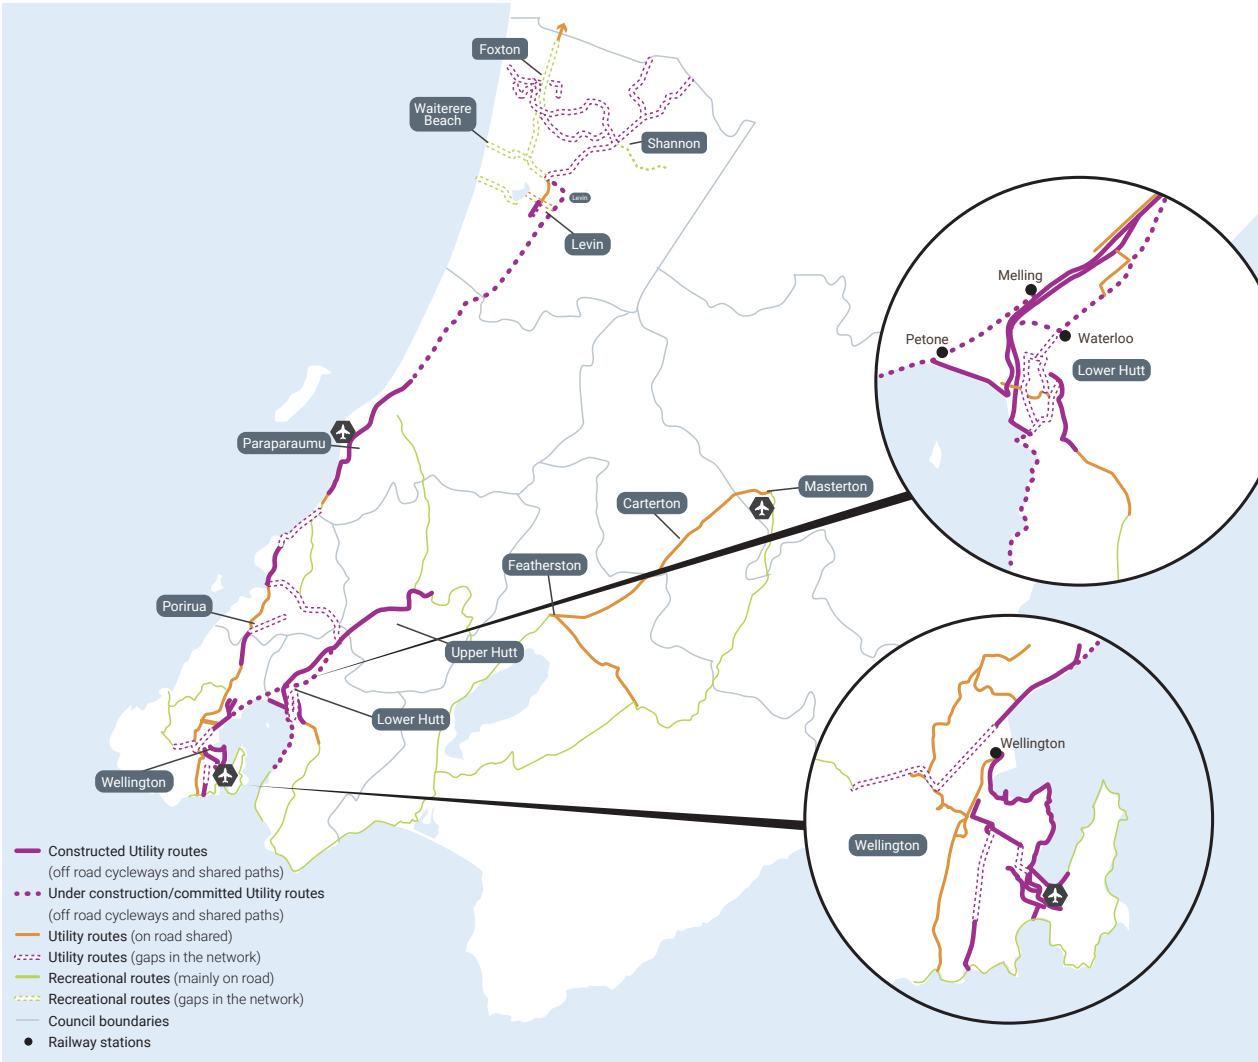 Foxton
Waiterere
Beach
Shannon
Levin
Levin
Melling
Petone
Waterloo
Lower Hutt
Paraparaumu
Masterton
Carterton
Featherston
Porirua
Upper Hutt
Lower Hutt
Wellington
Wellington
Wellington
Constructed Utility routes
(off road cycleways and shared paths)
Under construction/committed Utility routes
(off road cycleways and shared paths)
Utility routes (on road shared)
Utility routes (gaps in the network)
Recreational routes (mainly on road)
Recreational routes (gaps in the network)
Council boundaries
Railway stations